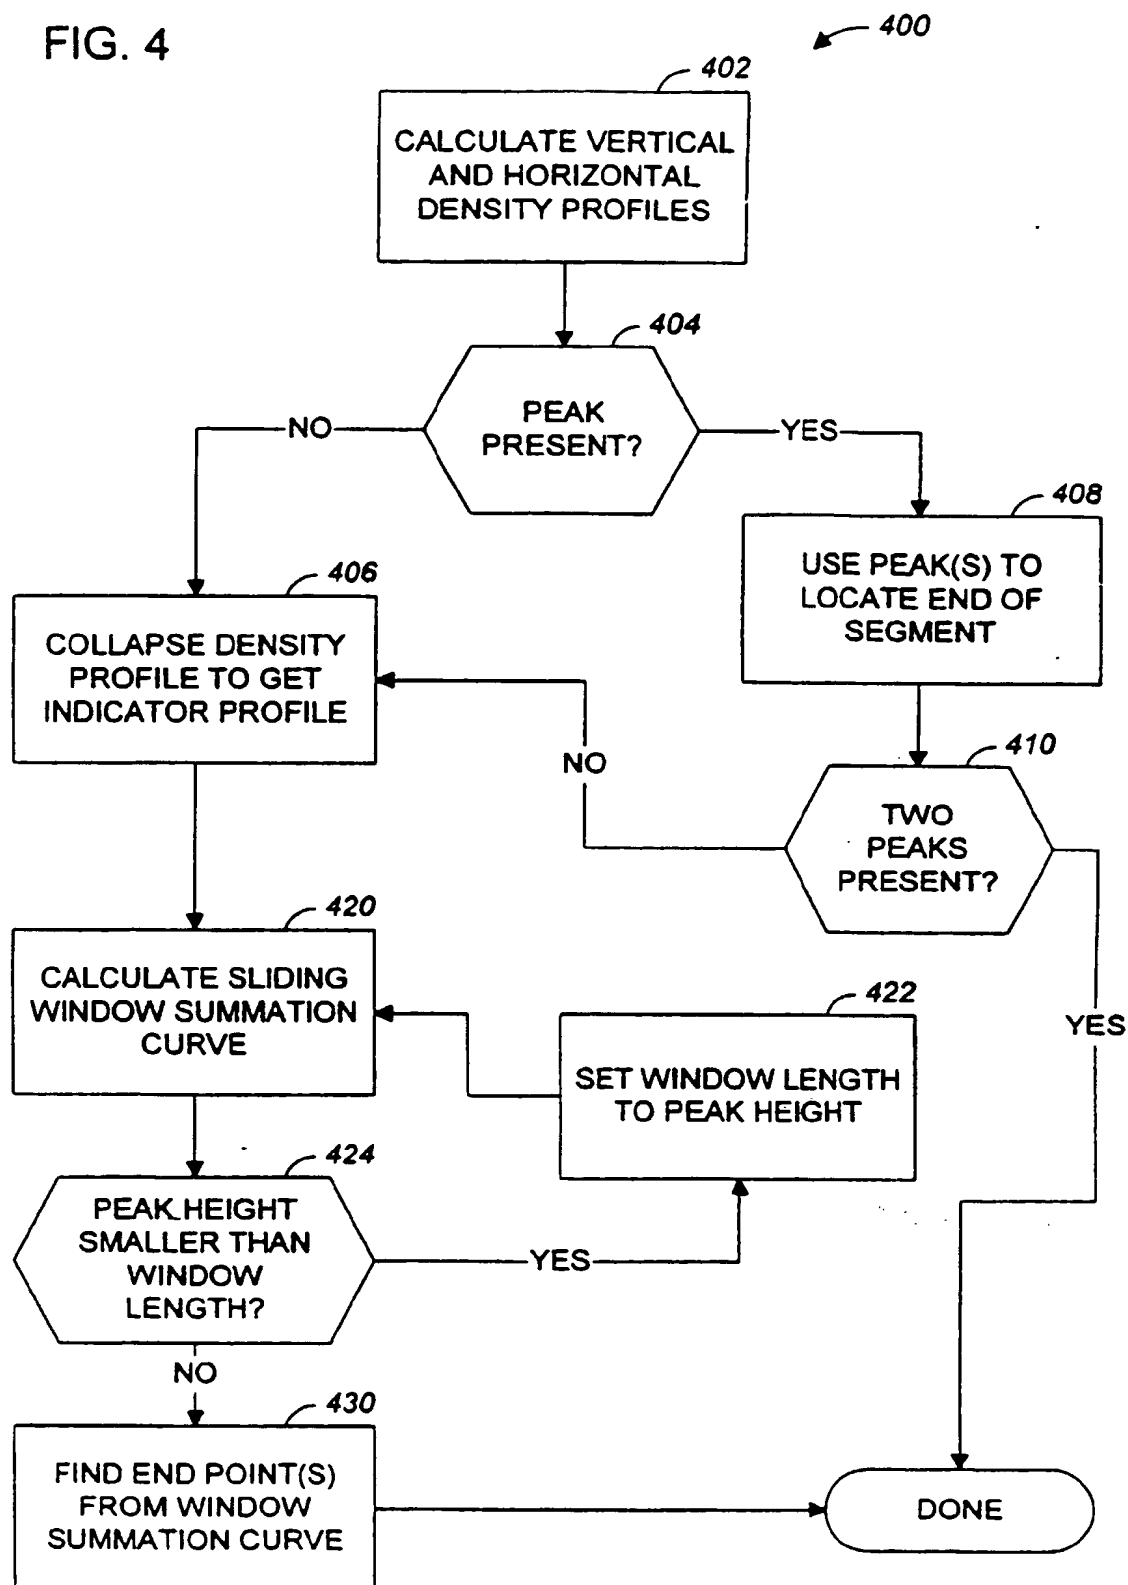 FIG. 4
400
402
CALCULATE VERTICAL
AND HORIZONTAL
DENSITY PROFILES
404
PEAK
PRESENT?
NO
YES
408
USE PEAK(S) TO
LOCATE END OF
SEGMENT
406
COLLAPSE DENSITY
PROFILE TO GET
INDICATOR PROFILE
410
TWO
PEAKS
PRESENT?
NO
YES
420
CALCULATE SLIDING
WINDOW SUMMATION
CURVE
422
SET WINDOW LENGTH
TO PEAK HEIGHT
424
PEAK HEIGHT
SMALLER THAN
WINDOW
LENGTH?
YES
NO
430
FIND END POINT(S)
FROM WINDOW
SUMMATION CURVE
DONE